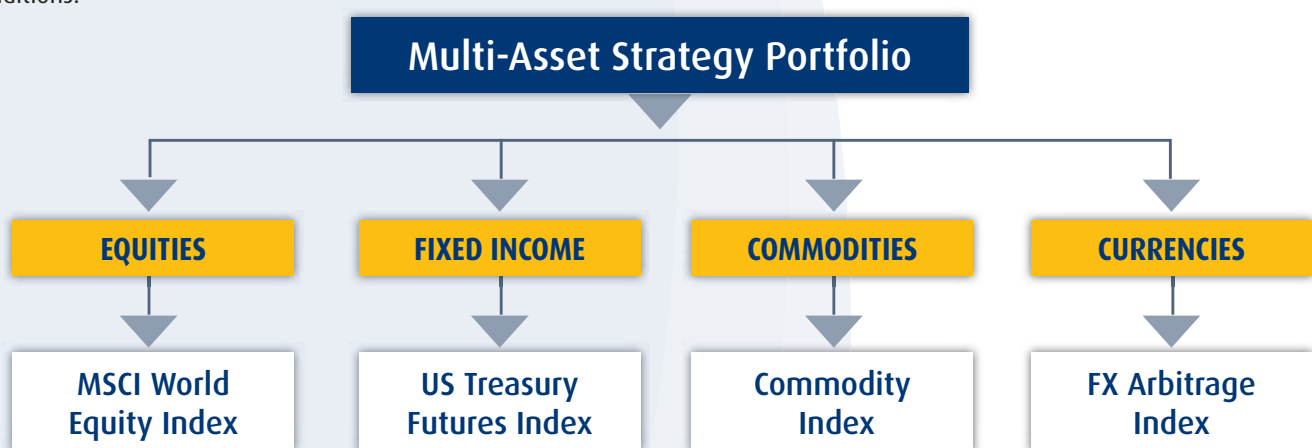 Multi-Asset Strategy Portfolio
EQUITIES
FIXED INCOME
COMMODITIES
CURRENCIES
MSCI World
Equity Index
US Treasury
Futures Index
Commodity
Index
FX Arbitrage
Index